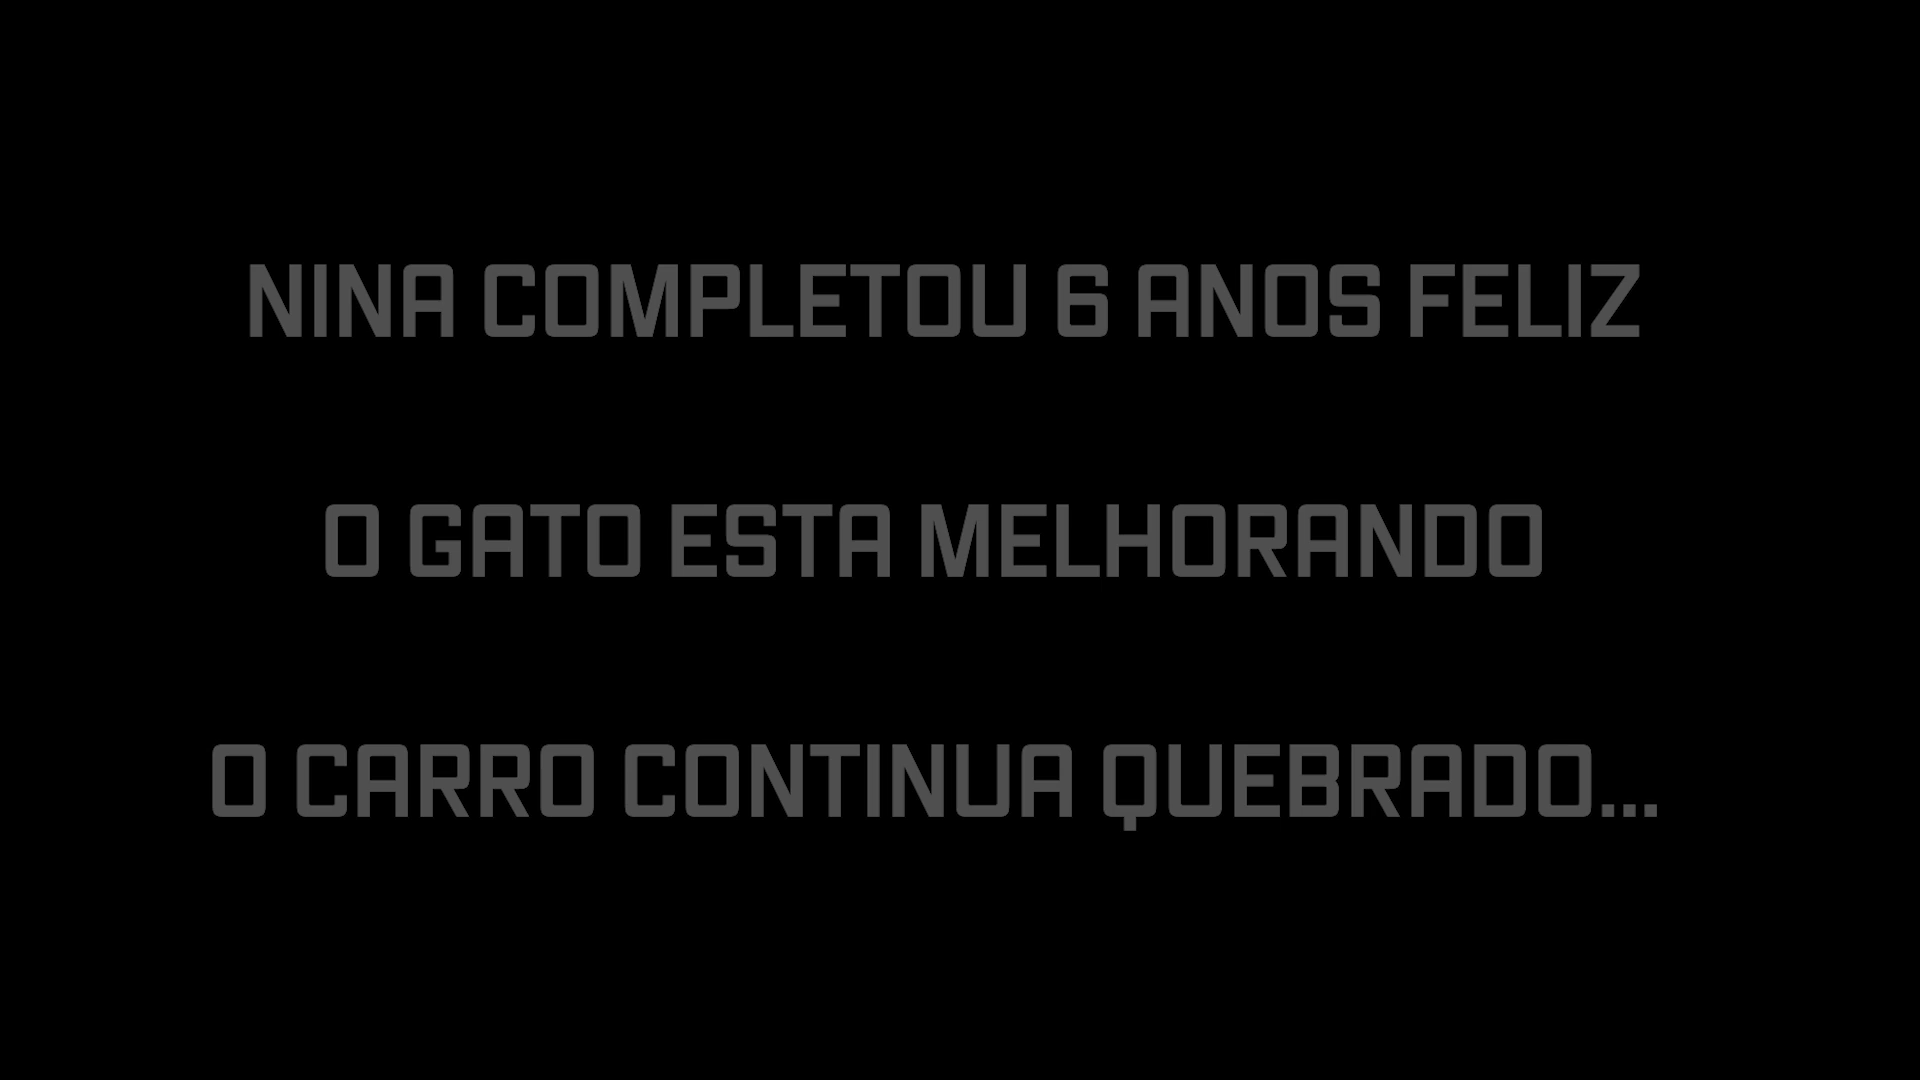 NINA COMPLETOU 6 ANOS FELIZ
O GATO ESTA MELHORANDO
O CARRO CONTINUA QUEBRADO...